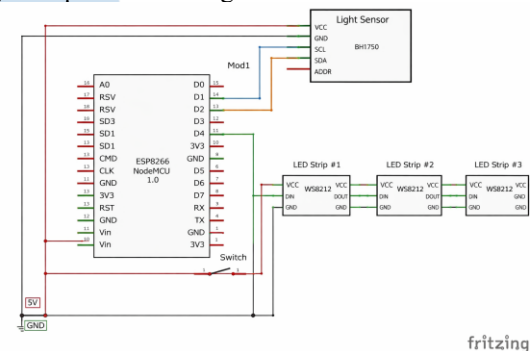 Light Sensor
VCC
GND
SCL
SDA
ADDR
BH1750
Mod1
A0
RSV
RSV
SD3
SD1
SD1
CMD
CLK
GND
3V3
RST
GND
Vin
Vin
ESP8266
NodeMCU
1.0
D0
D1
D2
D3
D4
3V3
GND
D5
D6
D7
RX
TX
GND
3V3
LED Strip #1
VCC
DIN
GND
WS8212
VCC
DOUT
GND
LED Strip #2
VCC
DIN
GND
WS8212
VCC
DOUT
GND
LED Strip #3
VCC
DIN
GND
WS8212
VCC
DOUT
GND
Switch
5V
GND
fritzing